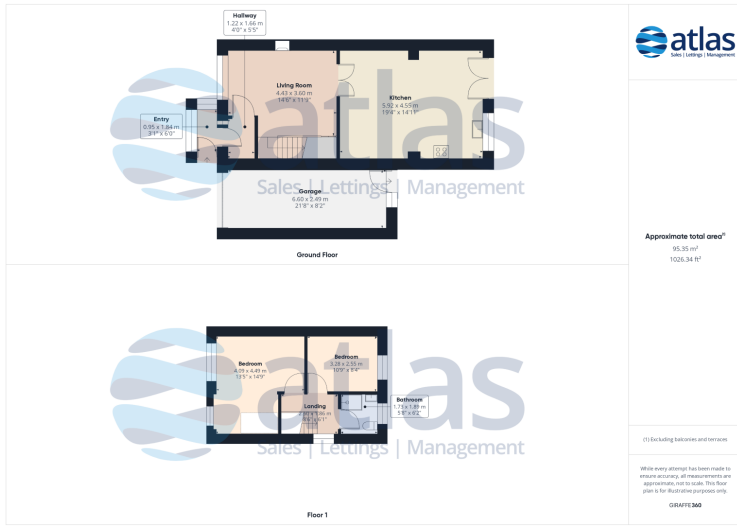 Hallway
1.22 x 1.66 m
4'0" x 5'5"
Living Room
4.43 x 3.60 m
14'6" x 11'9"
Kitchen
5.92 x 4.55 m
19'4" x 14'11"
Entry
0.95 x 1.84 m
3'1" x 6'0"
Garage
6.60 x 2.49 m
21'8" x 8'2"
atlas
Sales | Lettings | Management
Ground Floor
Bedroom
4.09 x 4.49 m
13'5" x 14'9"
Bedroom
3.28 x 2.55 m
10'9" x 8'4"
Landing
Bathroom
1.73 x 1.89 m
5'8" x 6'2"
atlas
Sales | Lettings | Management
Floor 1
atlas
Sales | Lettings | Management
Approximate total area⁽¹⁾
95.35 m²
1026.34 ft²
(1) Excluding balconies and terraces
While every attempt has been made to
ensure accuracy, all measurements are
approximate, not to scale. This floor
plan is for illustrative purposes only.
GIRAFFE360